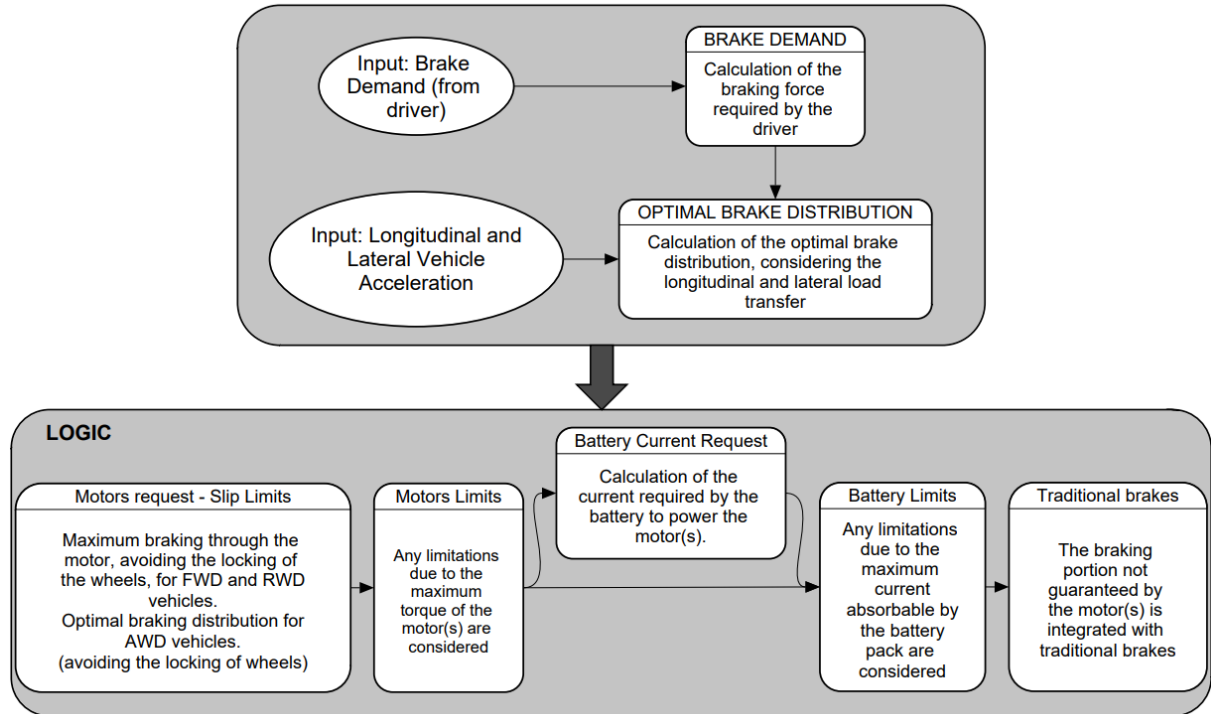 Input: Brake
Demand (from
driver)
BRAKE DEMAND
Calculation of the
braking force
required by the
driver
Input: Longitudinal and
Lateral Vehicle
Acceleration
OPTIMAL BRAKE DISTRIBUTION
Calculation of the optimal brake
distribution, considering the
longitudinal and lateral load
transfer
LOGIC
Motors request - Slip Limits
Maximum braking through the
motor, avoiding the locking of
the wheels, for FWD and RWD
vehicles.
Optimal braking distribution for
AWD vehicles.
(avoiding the locking of wheels)
Motors Limits
Any limitations
due to the
maximum
torque of the
motor(s) are
considered
Battery Current Request
Calculation of the
current required by the
battery to power the
motor(s).
Battery Limits
Any limitations
due to the
maximum
current
absorbable by
the battery
pack are
considered
Traditional brakes
The braking
portion not
guaranteed by
the motor(s) is
integrated with
traditional brakes